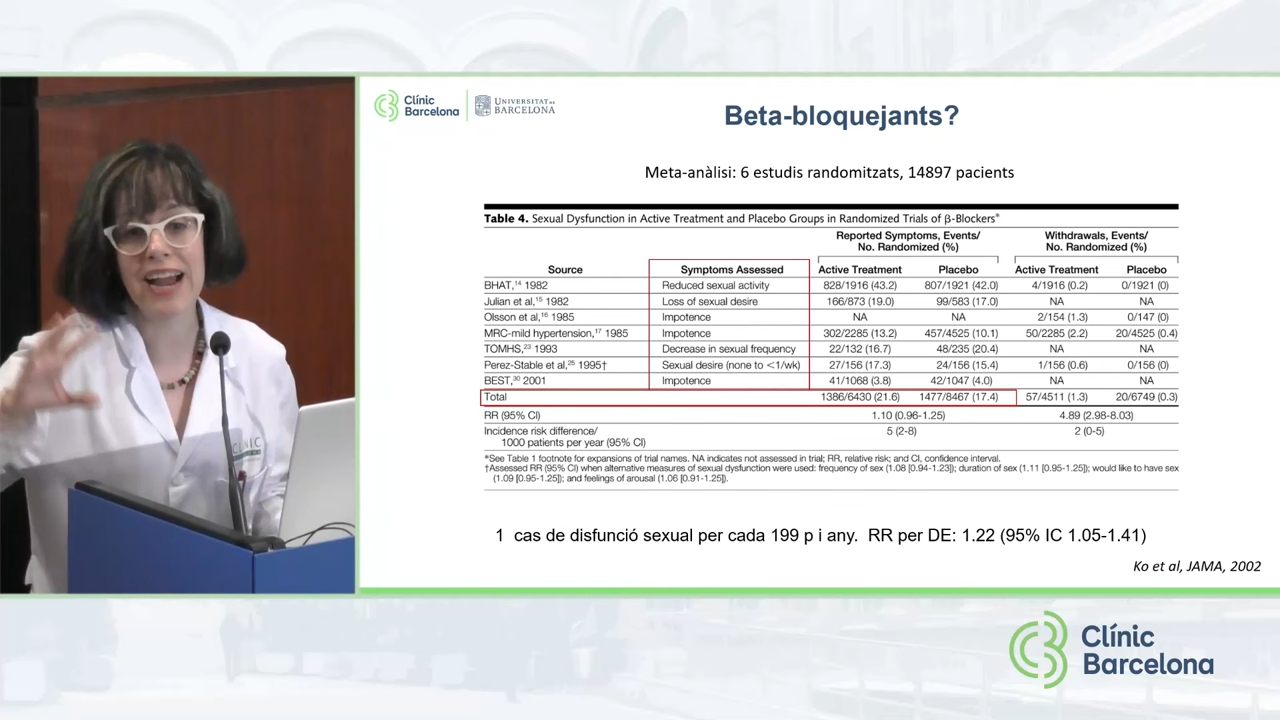 Clínic
Barcelona
UNIVERSITAT DE
BARCELONA
Beta-bloquejants?
Meta-anàlisi: 6 estudis randomitzats, 14897 pacients
Table 4. Sexual Dysfunction in Active Treatment and Placebo Groups in Randomized Trials of β-Blockers*
Reported Symptoms, Events/
No. Randomized (%)
Withdrawals, Events/
No. Randomized (%)
Source Symptoms Assessed Active Treatment Placebo Active Treatment Placebo
BHAT,14 1982 Reduced sexual activity 828/1916 (43.2) 807/1921 (42.0) 4/1916 (0.2) 0/1921 (0)
Julian et al,15 1982 Loss of sexual desire 166/873 (19.0) 99/583 (17.0) NA NA
Olsson et al,16 1985 Impotence NA NA 2/154 (1.3) 0/147 (0)
MRC-mild hypertension,17 1985 Impotence 302/2285 (13.2) 457/4525 (10.1) 50/2285 (2.2) 20/4525 (0.4)
TOMHS,23 1993 Decrease in sexual frequency 22/132 (16.7) 48/235 (20.4) NA NA
Perez-Stable et al,25 1995† Sexual desire (none to <1/wk) 27/156 (17.3) 24/156 (15.4) 1/156 (0.6) 0/156 (0)
BEST,30 2001 Impotence 41/1068 (3.8) 42/1047 (4.0) NA NA
Total 1386/6430 (21.6) 1477/8467 (17.4) 57/4511 (1.3) 20/6749 (0.3)
RR (95% CI) 1.10 (0.96-1.25) 4.89 (2.98-8.03)
Incidence risk difference/
1000 patients per year (95% CI) 5 (2-8) 2 (0-5)
*See Table 1 footnote for expansions of trial names. NA indicates not assessed in trial; RR, relative risk; and CI, confidence interval.
†Assessed RR (95% CI) when alternative measures of sexual dysfunction were used: frequency of sex (1.08 [0.94-1.23]); duration of sex (1.11 [0.95-1.25]); would like to have sex
(1.09 [0.95-1.25]); and feelings of arousal (1.06 [0.91-1.25]).
1 cas de disfunció sexual per cada 199 p i any. RR per DE: 1.22 (95% IC 1.05-1.41)
Ko et al, JAMA, 2002
CLÍNIC
Clínic
Barcelona